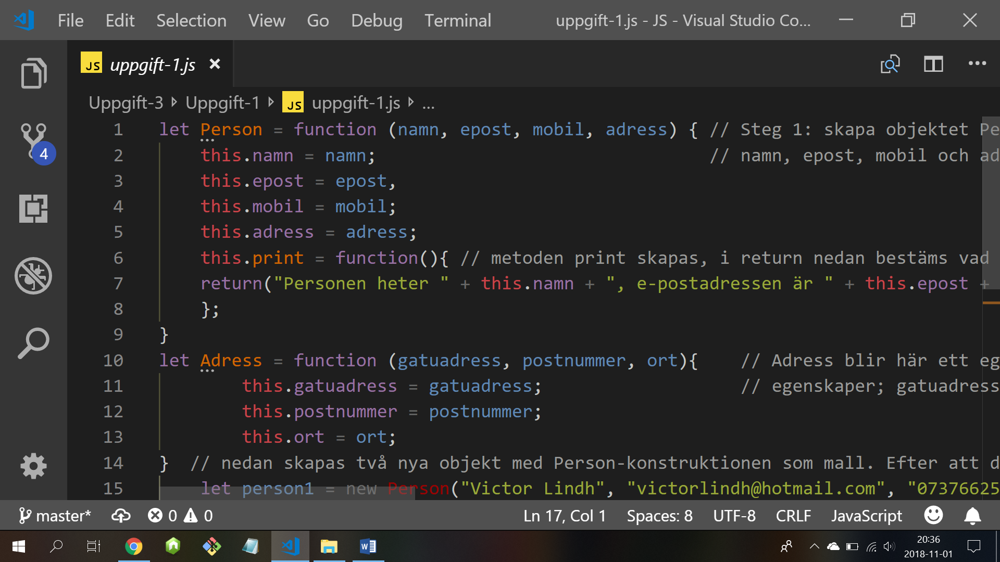 File Edit Selection View Go Debug Terminal uppgift-1.js - JS - Visual Studio Co...
JS uppgift-1.js
Uppgift-3 Uppgift-1 JS uppgift-1.js ...
1 let Person = function (namn, epost, mobil, adress) { // Steg 1: skapa objektet Pe
2 this.namn = namn; // namn, epost, mobil och ad
3 this.epost = epost,
4 this.mobil = mobil;
5 this.adress = adress;
6 this.print = function(){ // metoden print skapas, i return nedan bestäms vad
7 return("Personen heter " + this.namn + ", e-postadressen är " + this.epost +
8 };
9 }
10 let Adress = function (gatuadress, postnummer, ort){ // Adress blir här ett eg
11 this.gatuadress = gatuadress; // egenskaper; gatuadress
12 this.postnummer = postnummer;
13 this.ort = ort;
14 } // nedan skapas två nya objekt med Person-konstruktionen som mall. Efter att d
15 let person1 = new Person("Victor Lindh", "victorlindh@hotmail.com", "07376625
4
master* 0 0 Ln 17, Col 1 Spaces: 8 UTF-8 CRLF JavaScript
20:36
2018-11-01